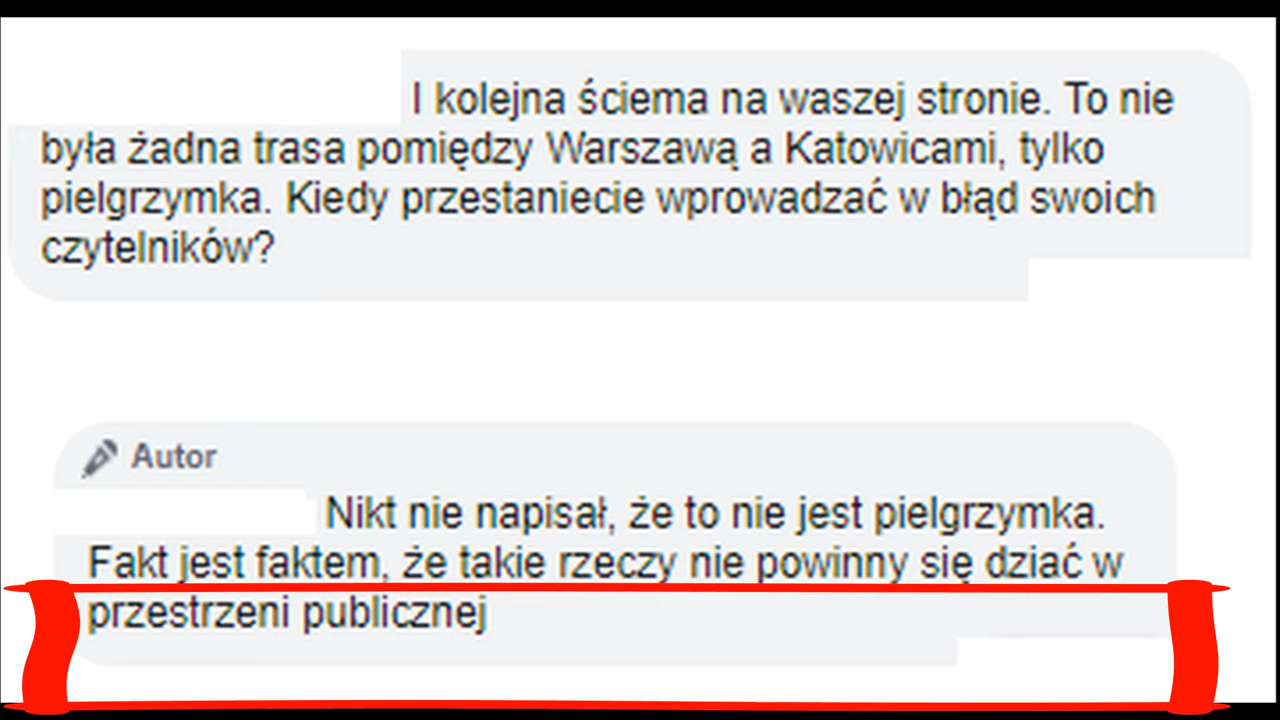 I kolejna ściema na waszej stronie. To nie
była żadna trasa pomiędzy Warszawą a Katowicami, tylko
pielgrzymka. Kiedy przestaniecie wprowadzać w błąd swoich
czytelników?
Autor
Nikt nie napisał, że to nie jest pielgrzymka.
Fakt jest faktem, że takie rzeczy nie powinny się dziać w
przestrzeni publicznej